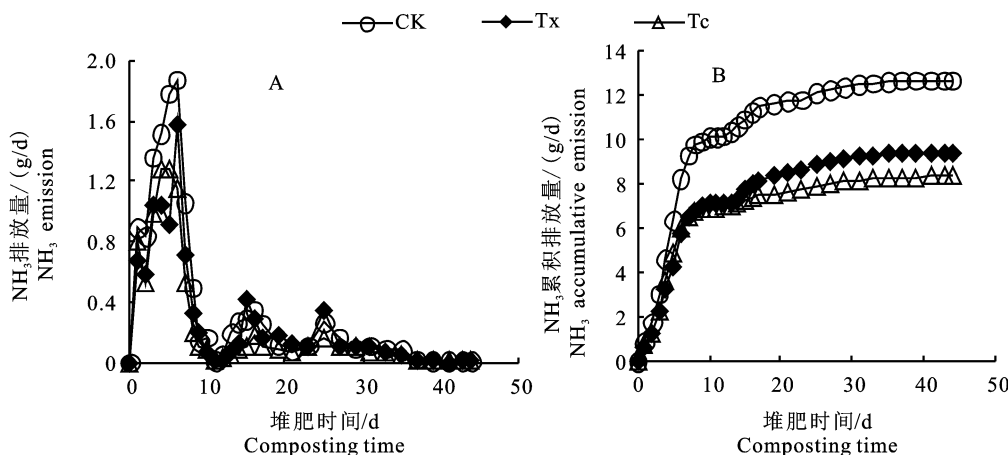 CK Tx Tc
A
2.0
1.6
1.2
0.8
0.4
0
0 10 20 30 40 50
NH₃排放量/(g/d)
NH₃ emission
堆肥时间/d
Composting time
B
14
12
10
8
6
4
2
0
0 10 20 30 40 50
NH₃累积排放量/(g/d)
NH₃ accumulative emission
堆肥时间/d
Composting time